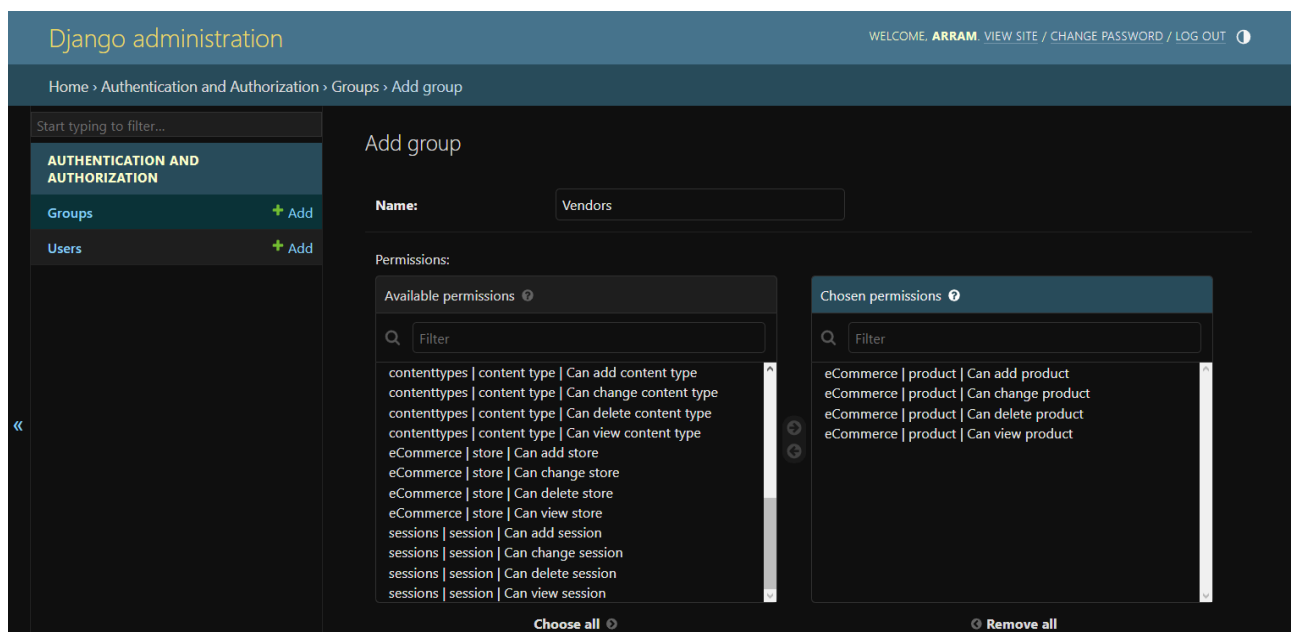 Django administration
WELCOME, ARRAM. VIEW SITE / CHANGE PASSWORD / LOG OUT
Home › Authentication and Authorization › Groups › Add group
Start typing to filter...
AUTHENTICATION AND
AUTHORIZATION
Groups + Add
Users + Add
«
Add group
Name: Vendors
Permissions:
Available permissions ?
Filter
contenttypes | content type | Can add content type
contenttypes | content type | Can change content type
contenttypes | content type | Can delete content type
contenttypes | content type | Can view content type
eCommerce | store | Can add store
eCommerce | store | Can change store
eCommerce | store | Can delete store
eCommerce | store | Can view store
sessions | session | Can add session
sessions | session | Can change session
sessions | session | Can delete session
sessions | session | Can view session
Choose all
Chosen permissions ?
Filter
eCommerce | product | Can add product
eCommerce | product | Can change product
eCommerce | product | Can delete product
eCommerce | product | Can view product
Remove all